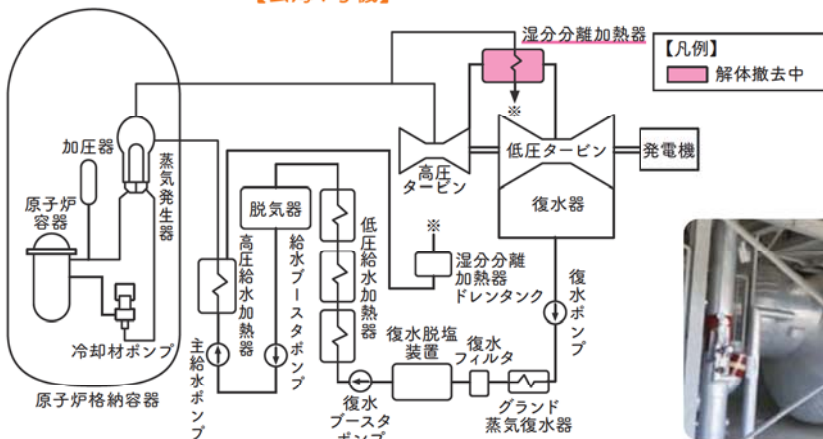 湿分分離加熱器
【凡例】
解体撤去中
※
加圧器
蒸気発生器
原子炉
容器
冷却材ポンプ
原子炉格納容器
高圧
タービン
低圧タービン
発電機
復水器
脱気器
高圧給水加熱器
給水ブースタポンプ
低圧給水加熱器
主給水ポンプ
※
湿分分離
加熱器
ドレンタンク
復水ポンプ
復水脱塩
装置
復水
フィルタ
グランド
蒸気復水器
復水
ブースタ
ポンプ